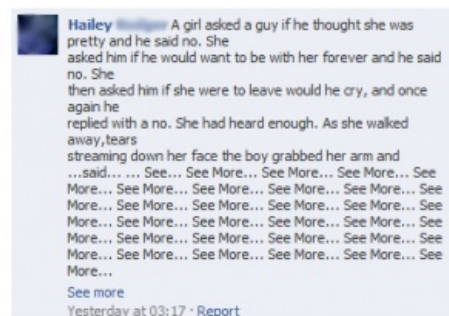 Hailey A girl asked a guy if he thought she was
pretty and he said no. She
asked him if he would want to be with her forever and he said
no. She
then asked him if she were to leave would he cry, and once
again he
replied with a no. She had heard enough. As she walked
away,tears
streaming down her face the boy grabbed her arm and
...said... ... See... See More... See More... See More... See
More... See More... See More... See More... See More... See
More... See More... See More... See More... See More... See
More... See More... See More... See More... See More... See
More... See More... See More... See More... See More... See
More... See More... See More... See More... See More... See
More...
See more
Yesterday at 03:17 · Report